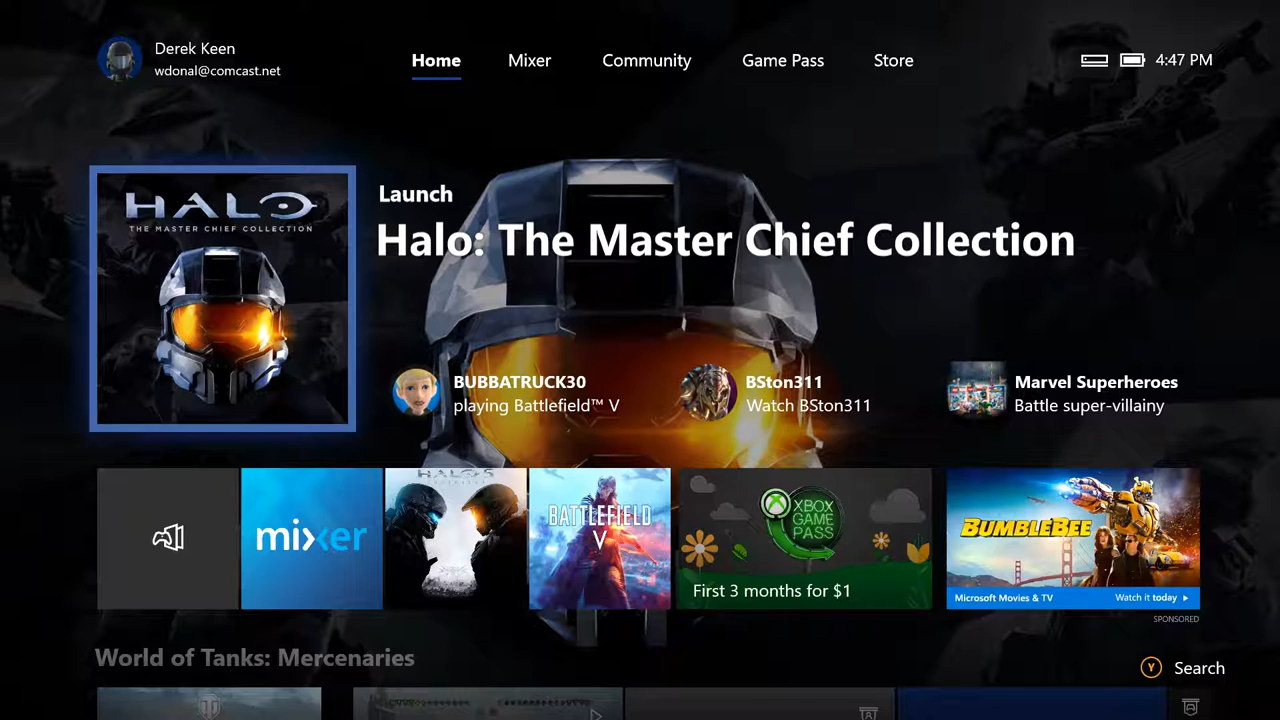 Derek Keen
wdonal@comcast.net
Home
Mixer
Community
Game Pass
Store
4:47 PM
HALO
THE MASTER CHIEF COLLECTION
Launch
Halo: The Master Chief Collection
BUBBATRUCK30
playing Battlefield™ V
BSton311
Watch BSton311
Marvel Superheroes
Battle super-villainy
mixer
HALO 5
BATTLEFIELD
V
XBOX
GAME
PASS
First 3 months for $1
BUMBLEBEE
Microsoft Movies & TV
Watch it today
SPONSORED
World of Tanks: Mercenaries
Y
Search